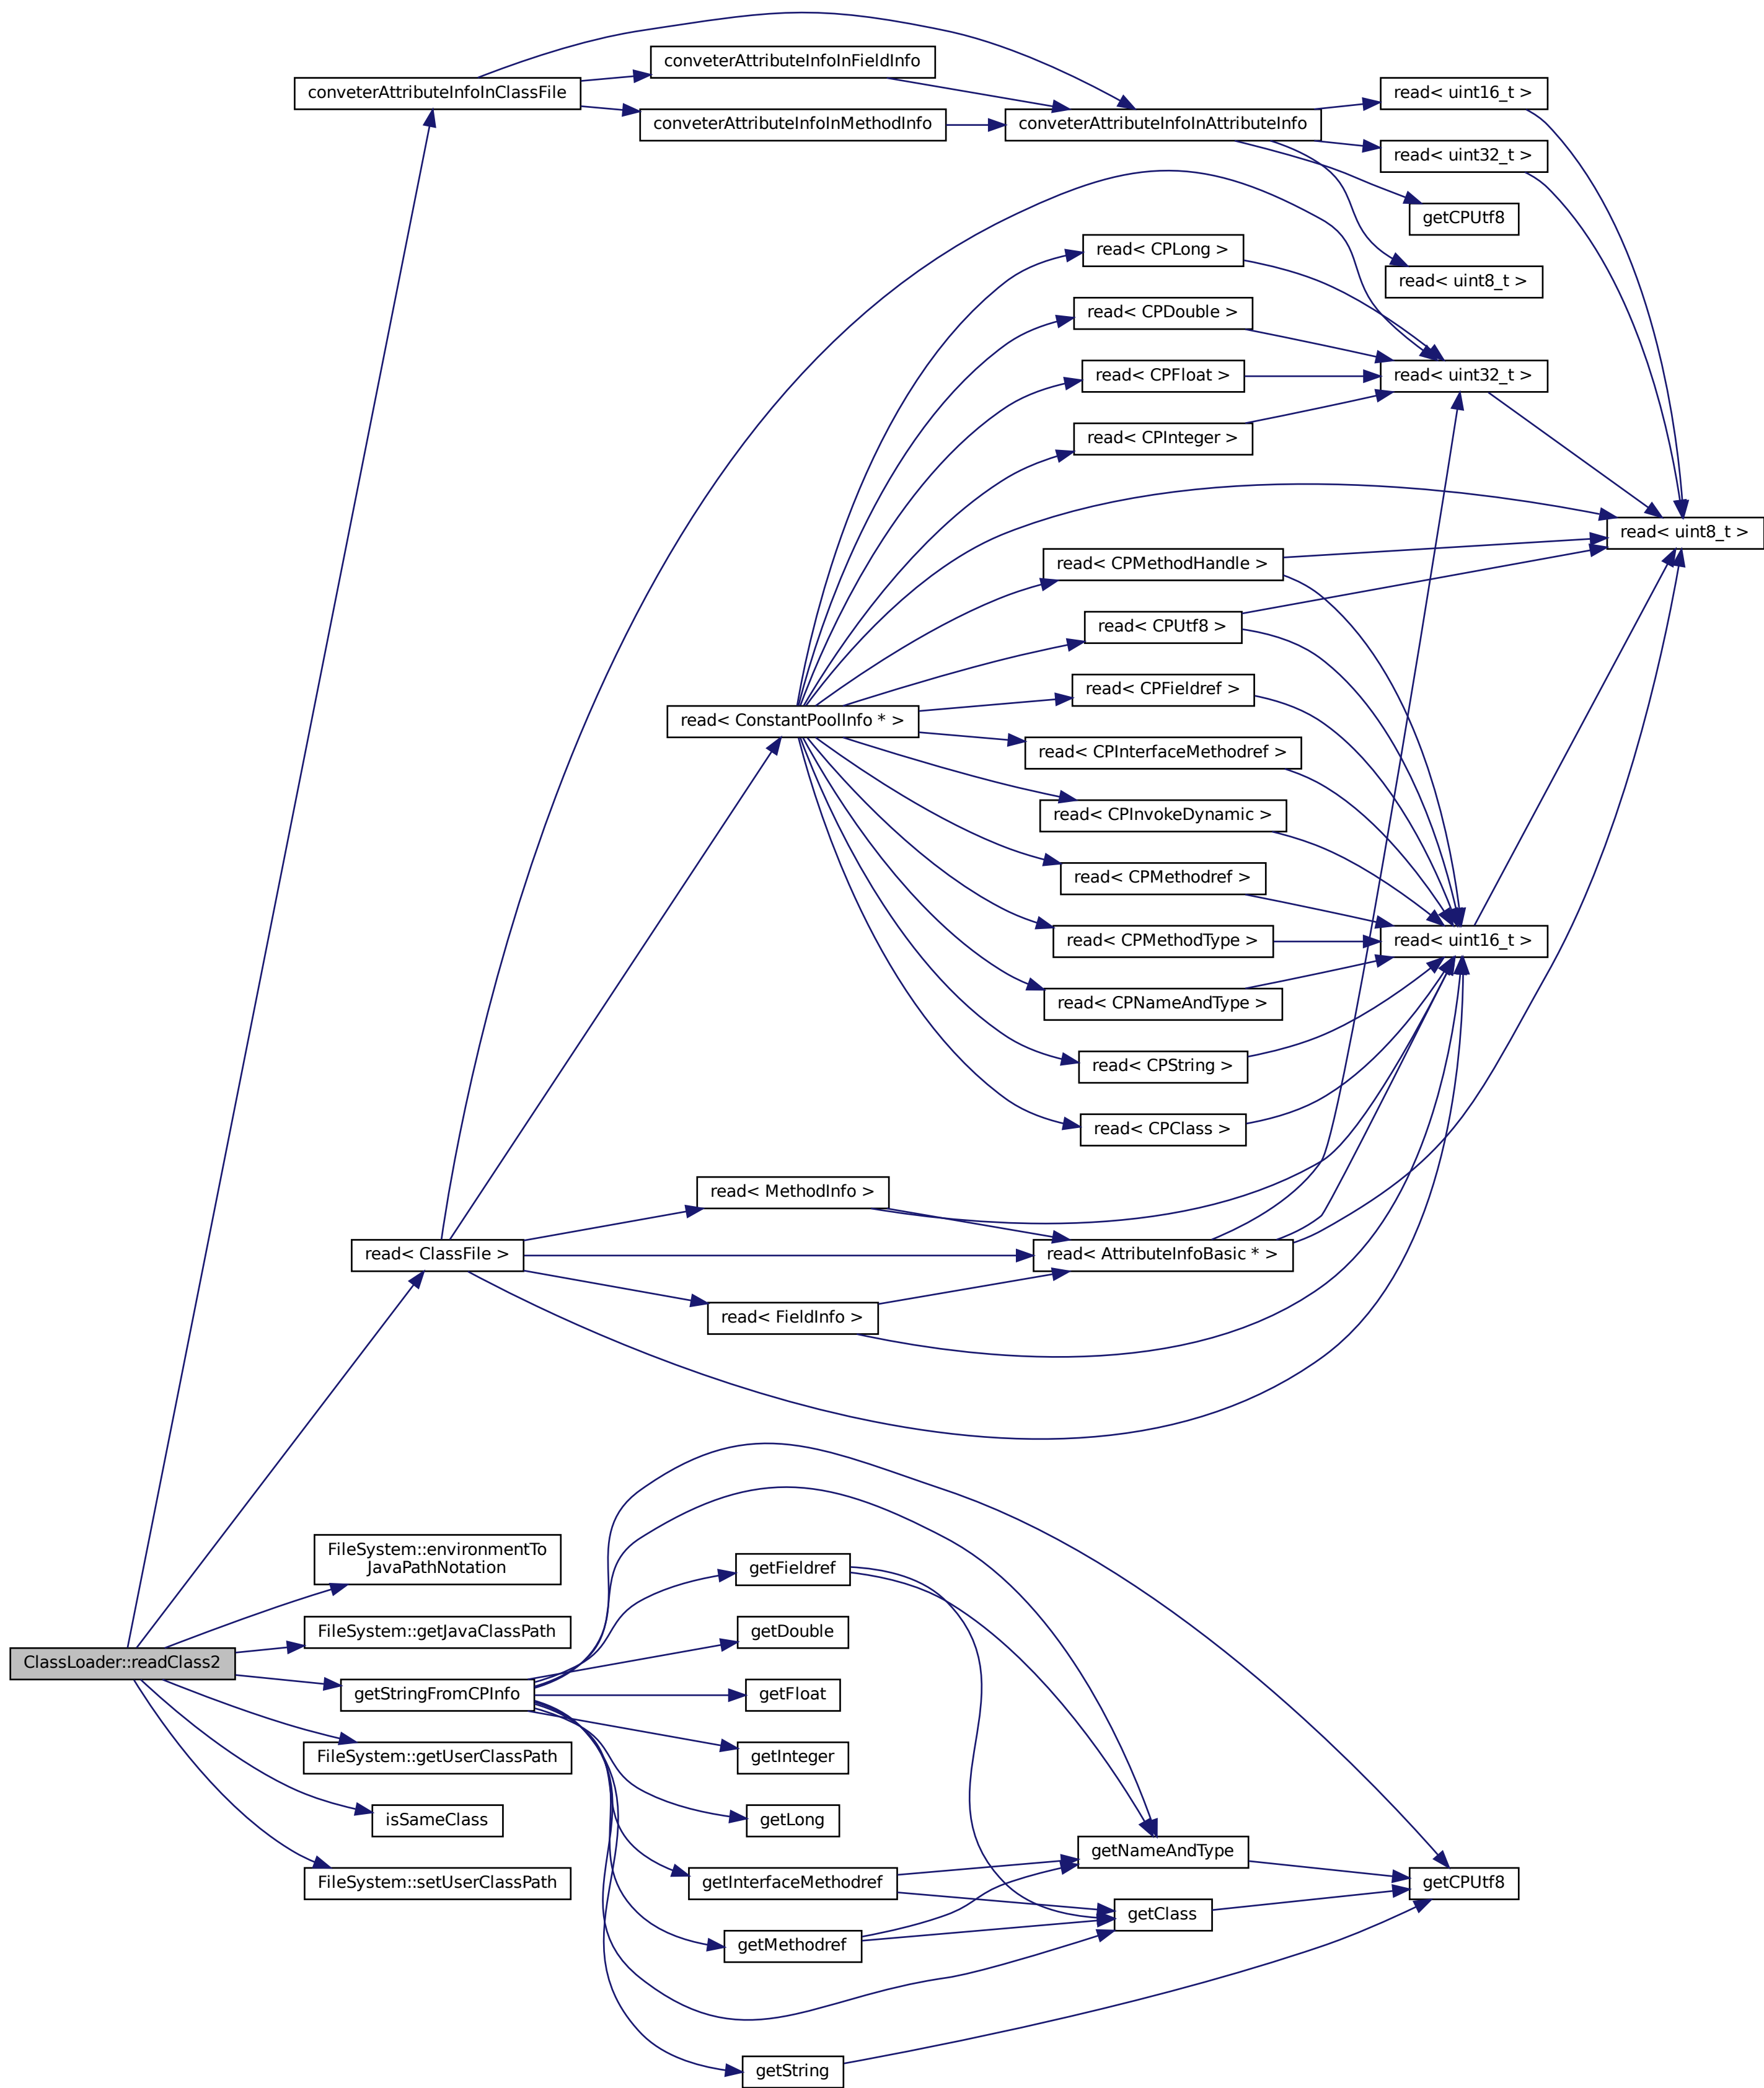 conveterAttributeInfoInFieldInfo
conveterAttributeInfoInClassFile
read< uint16_t >
conveterAttributeInfoInMethodInfo
conveterAttributeInfoInAttributeInfo
read< uint32_t >
getCPUtf8
read< CPLong >
read< uint8_t >
read< CPDouble >
read< CPFloat >
read< uint32_t >
read< CPInteger >
read< uint8_t >
read< CPMethodHandle >
read< CPUtf8 >
read< CPFieldref >
read< ConstantPoolInfo * >
read< CPInterfaceMethodref >
read< CPInvokeDynamic >
read< CPMethodref >
read< CPMethodType >
read< uint16_t >
read< CPNameAndType >
read< CPString >
read< CPClass >
read< MethodInfo >
read< ClassFile >
read< AttributeInfoBasic * >
read< FieldInfo >
FileSystem::environmentTo
JavaPathNotation
getFieldref
FileSystem::getJavaClassPath
getDouble
ClassLoader::readClass2
getStringFromCPInfo
getFloat
FileSystem::getUserClassPath
getInteger
isSameClass
getLong
getNameAndType
FileSystem::setUserClassPath
getInterfaceMethodref
getCPUtf8
getClass
getMethodref
getString